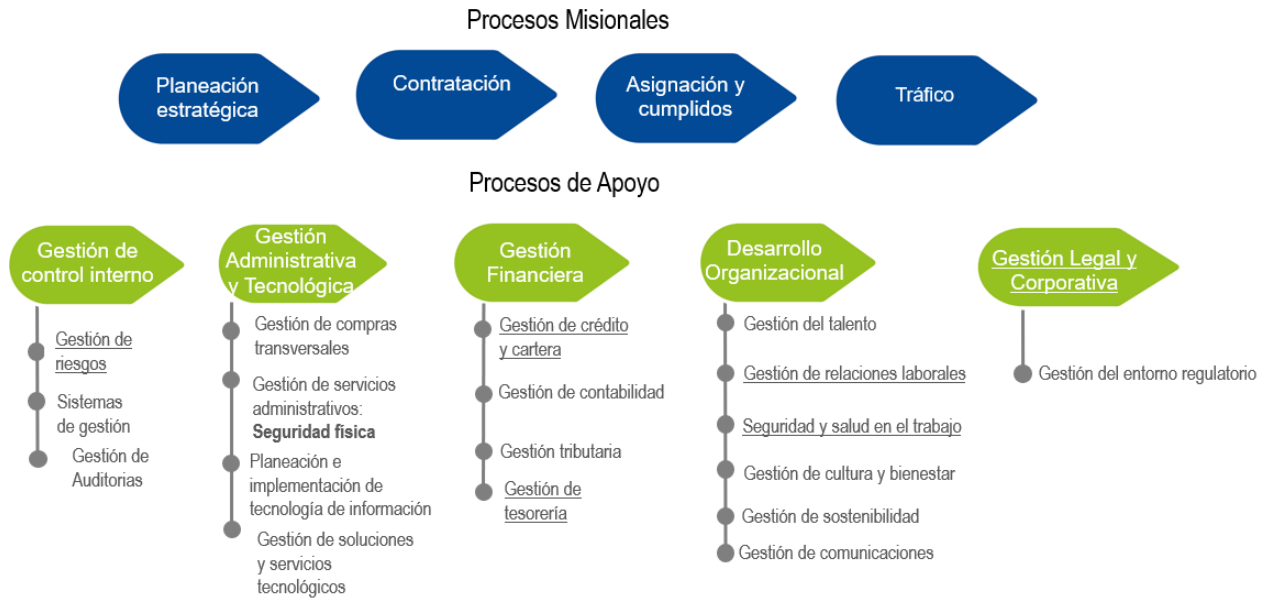 Procesos Misionales
Planeación
estratégica
Contratación
Asignación y
cumplidos
Tráfico
Procesos de Apoyo
Gestión de
control interno
Gestión de
riesgos
Sistemas
de gestión
Gestión de
Auditorias
Gestión
Administrativa
y Tecnológica
Gestión de compras
transversales
Gestión de servicios
administrativos:
Seguridad física
Planeación e
implementación de
tecnología de información
Gestión de soluciones
y servicios
tecnológicos
Gestión
Financiera
Gestión de crédito
y cartera
Gestión de contabilidad
Gestión tributaria
Gestión de
tesorería
Desarrollo
Organizacional
Gestión del talento
Gestión de relaciones laborales
Seguridad y salud en el trabajo
Gestión de cultura y bienestar
Gestión de sostenibilidad
Gestión de comunicaciones
Gestión Legal y
Corporativa
Gestión del entorno regulatorio